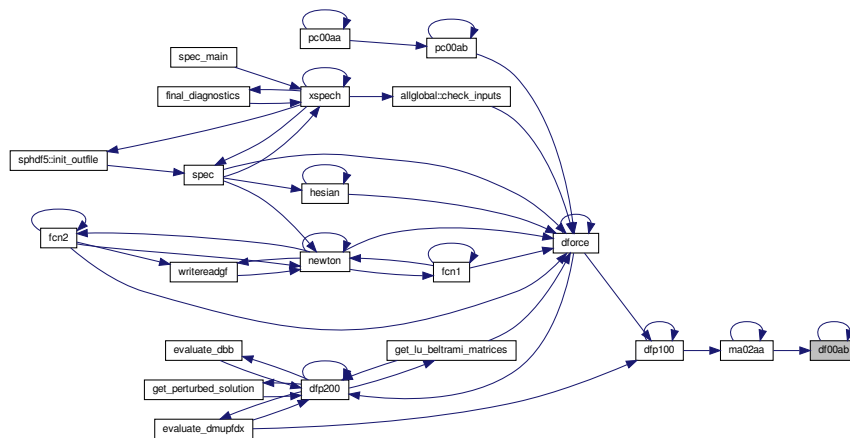 pc00aa
pc00ab
spec_main
final_diagnostics
xspech
allglobal::check_inputs
sphdf5::init_outfile
spec
hesian
fcn2
dforce
writereadgf
newton
fcn1
evaluate_dbb
get_lu_beltrami_matrices
dfp100
ma02aa
df00ab
get_perturbed_solution
dfp200
evaluate_dmupfdx